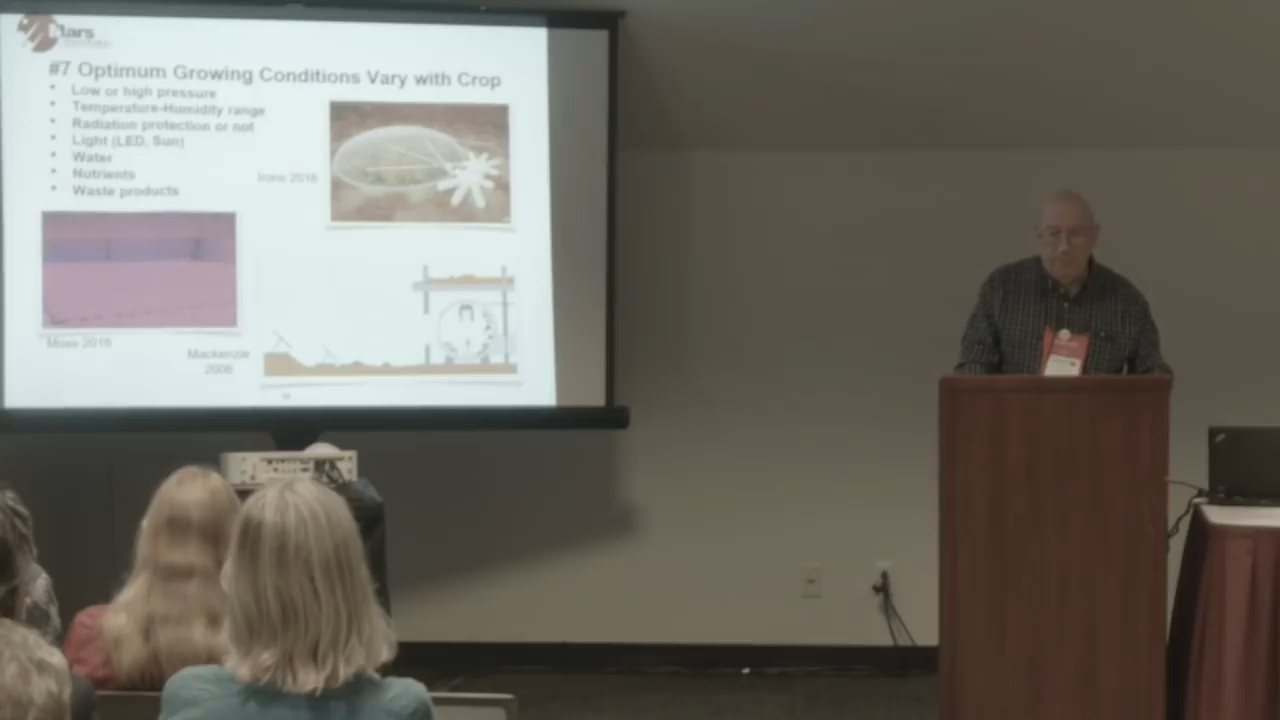 Mars
#7 Optimum Growing Conditions Vary with Crop
• Low or high pressure
• Temperature-Humidity range
• Radiation protection or not
• Light (LED, Sun)
• Water
• Nutrients
• Waste products
2016
Moss 2016
Mackenzie
2006